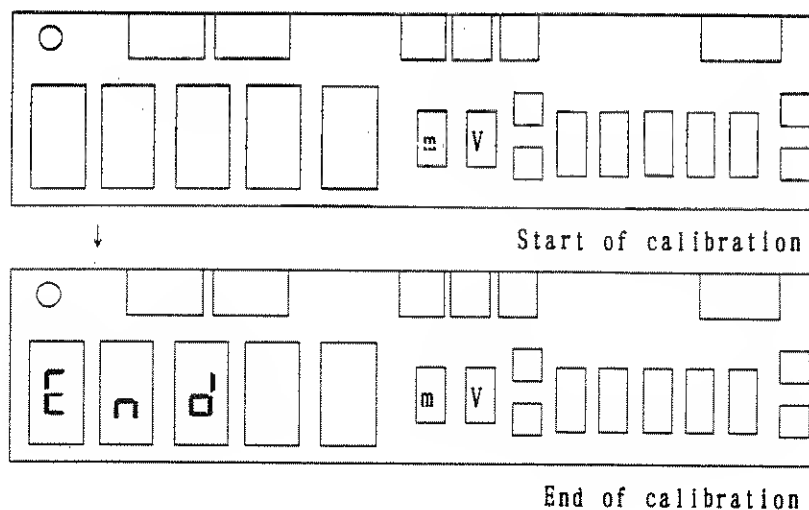 m V
Start of calibration
End m V
End of calibration